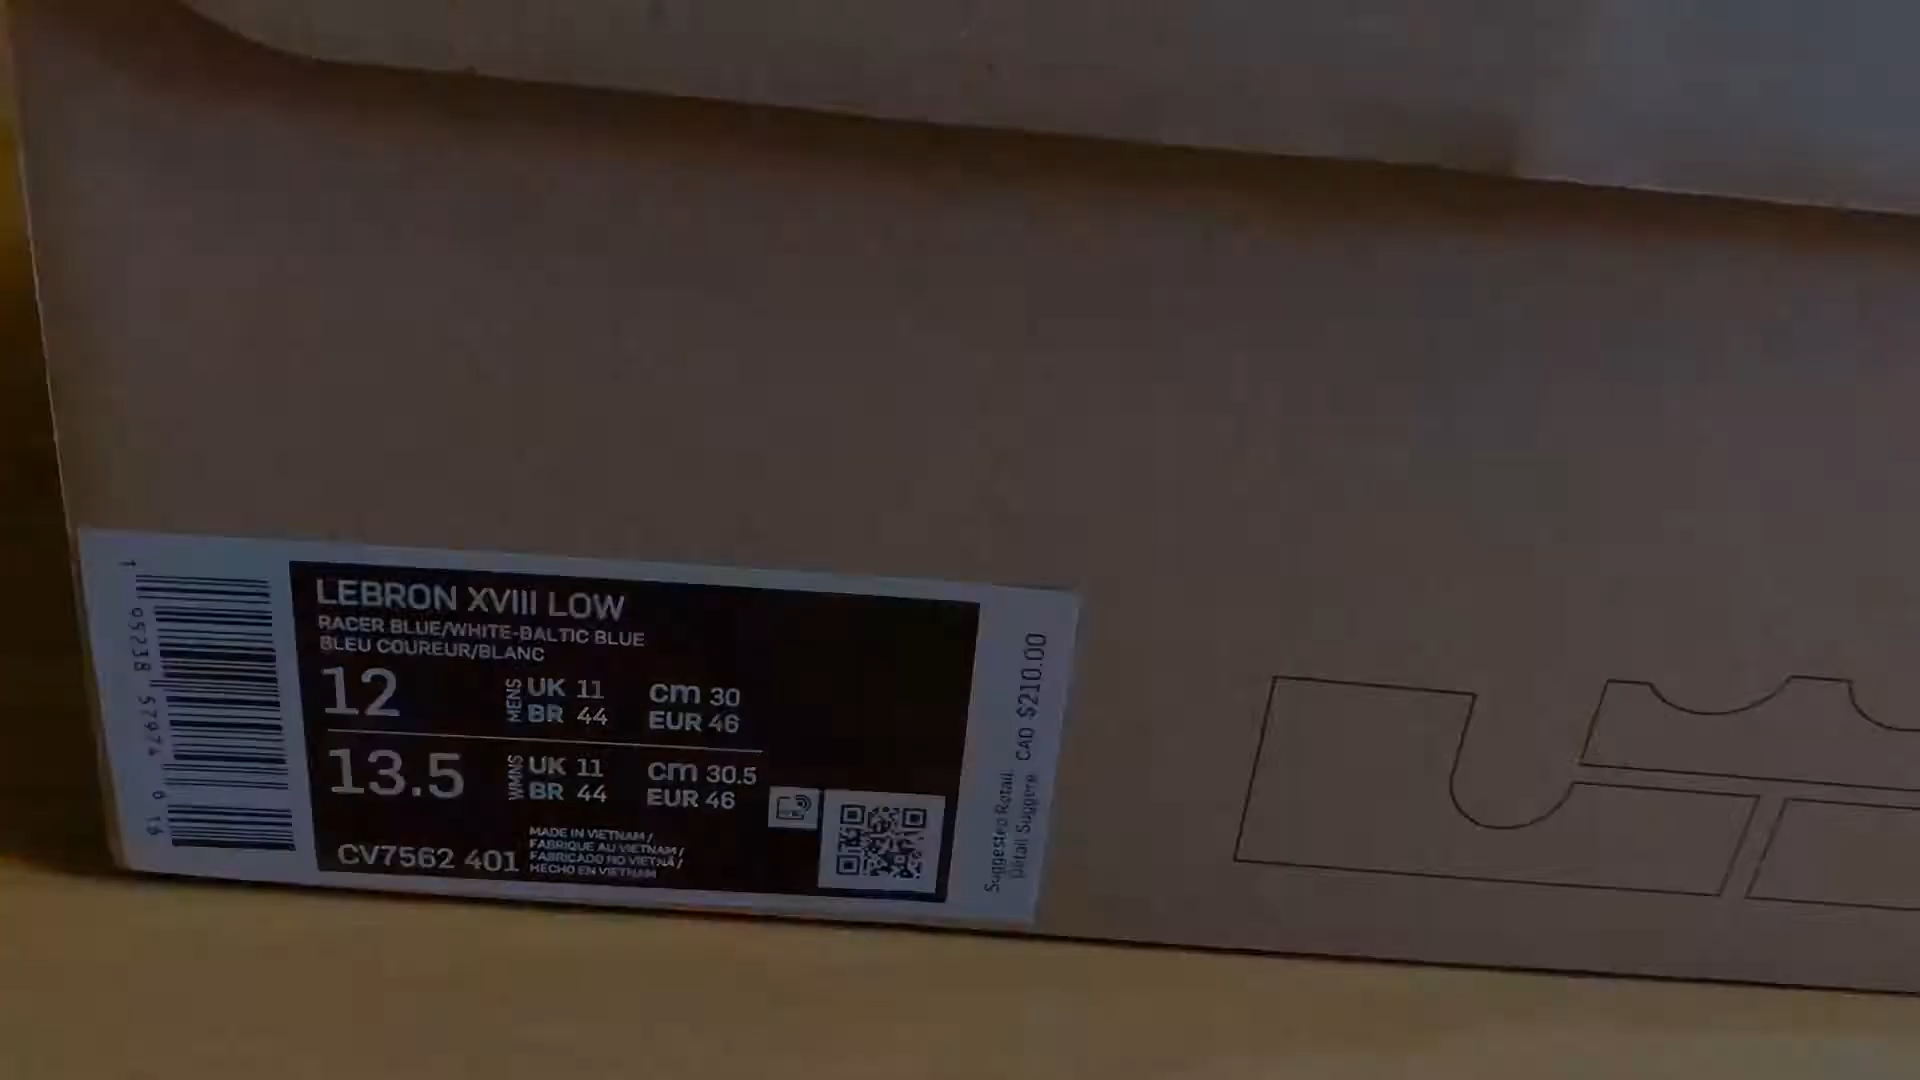 LEBRON XVIII LOW
RACER BLUE/WHITE-BALTIC BLUE
BLEU COUREUR/BLANC
12 MENS UK 11 cm 30
BR 44 EUR 46
13.5 WMNS UK 11 cm 30.5
BR 44 EUR 46
CV7562 401
MADE IN VIETNAM /
FABRIQUE AU VIETNAM /
FABRICADO NO VIETNÃ /
HECHO EN VIETNAM
Suggested Retail
Détail Suggere CAD $210.00